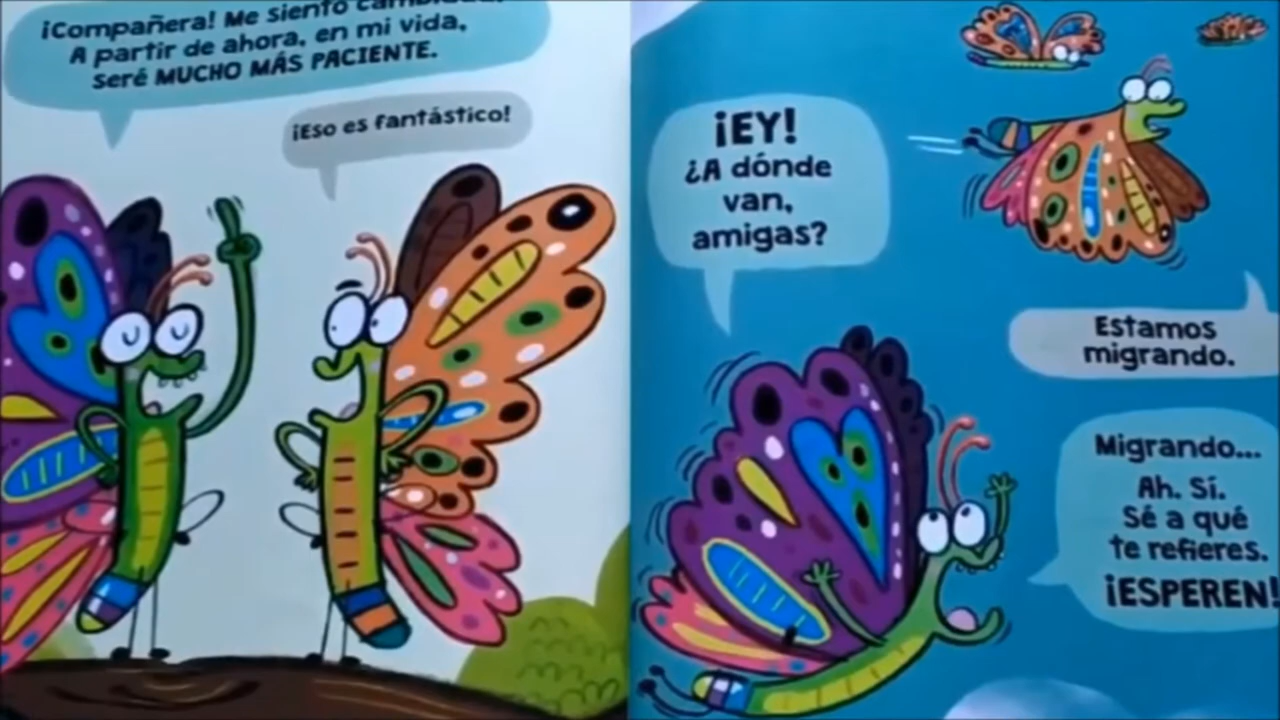 ¡Compañera! Me siento
A partir de ahora, en mi vida,
seré MUCHO MÁS PACIENTE.
¡Eso es fantástico!
¡EY!
¿A dónde
van,
amigas?
Estamos
migrando.
Migrando...
Ah. Sí.
Sé a qué
te refieres.
¡ESPEREN!